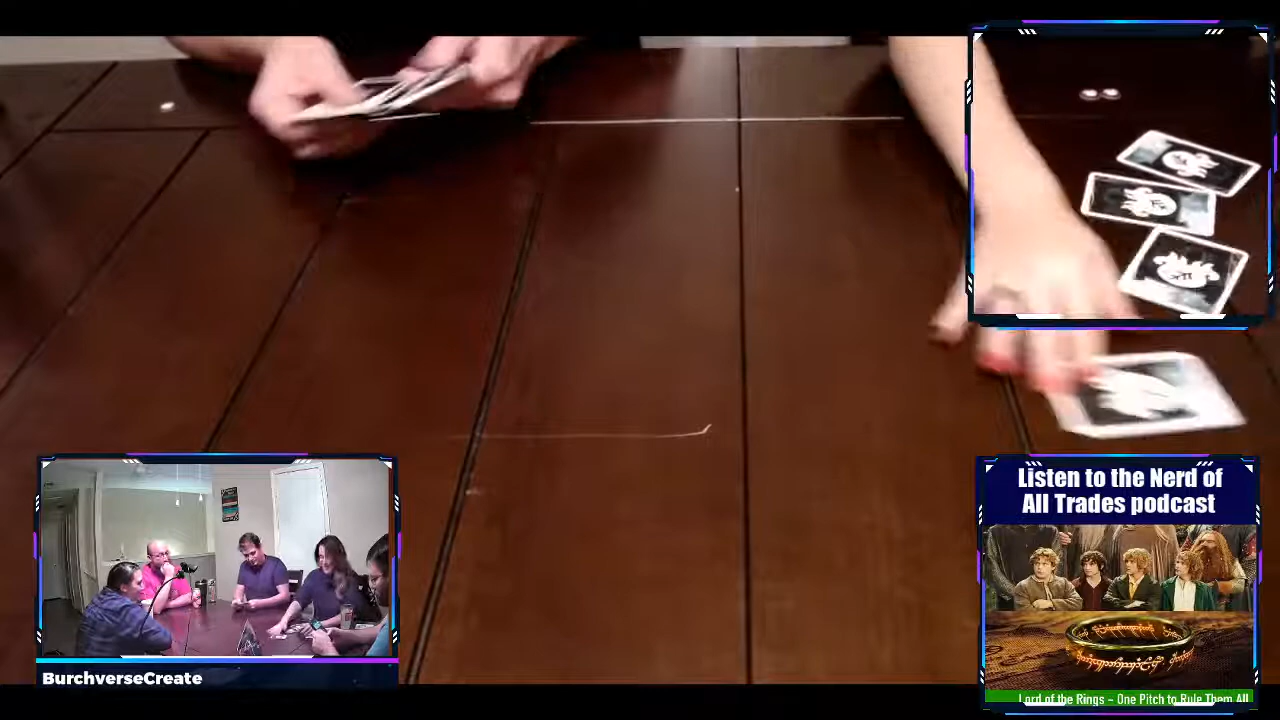 Listen to the Nerd of
All Trades podcast
BurchverseCreate
Lord of the Rings – One Pitch to Rule Them All